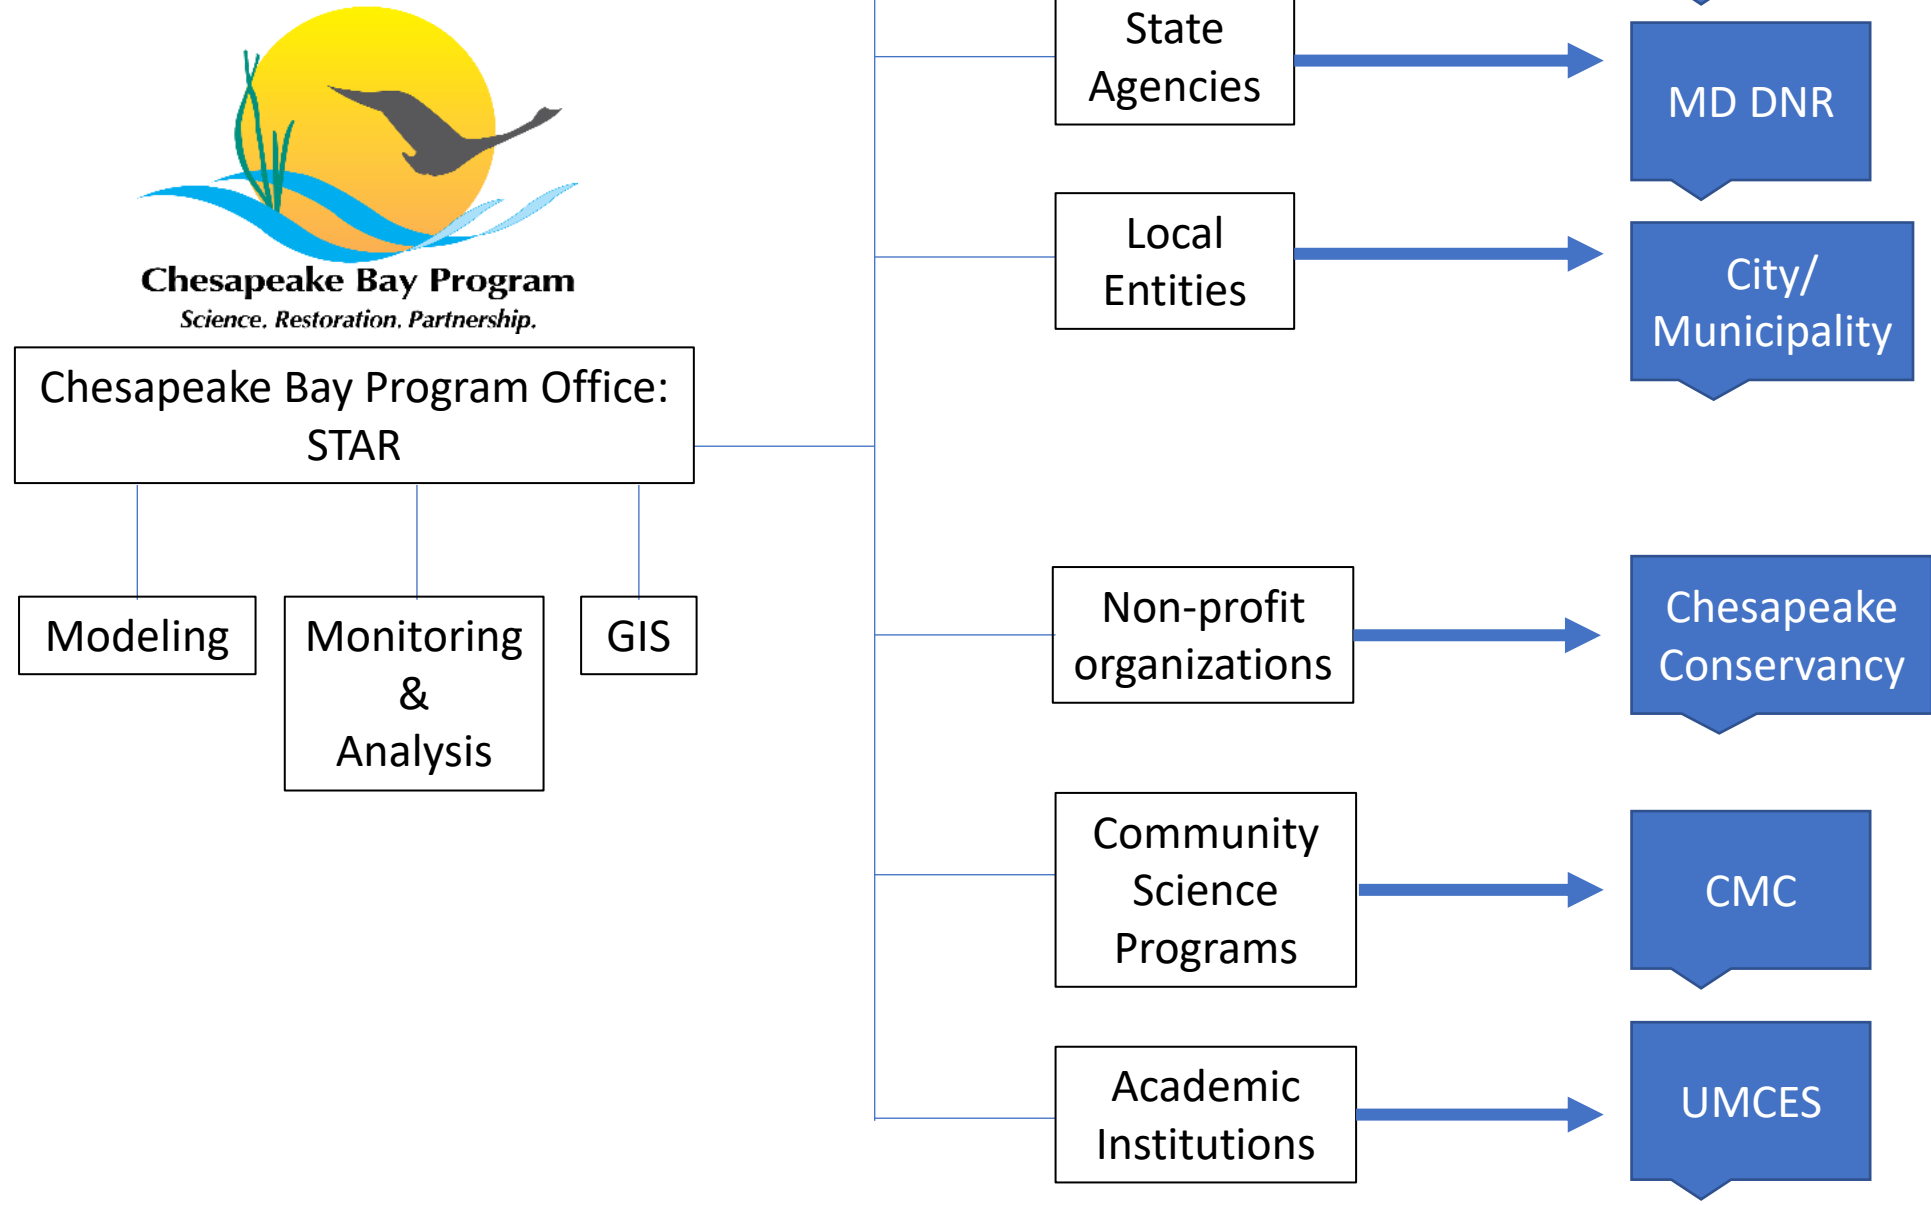 Chesapeake Bay Program
Science. Restoration. Partnership.
Chesapeake Bay Program Office:
STAR
Modeling
Monitoring
&
Analysis
GIS
State
Agencies
MD DNR
Local
Entities
City/
Municipality
Non-profit
organizations
Chesapeake
Conservancy
Community
Science
Programs
CMC
Academic
Institutions
UMCES